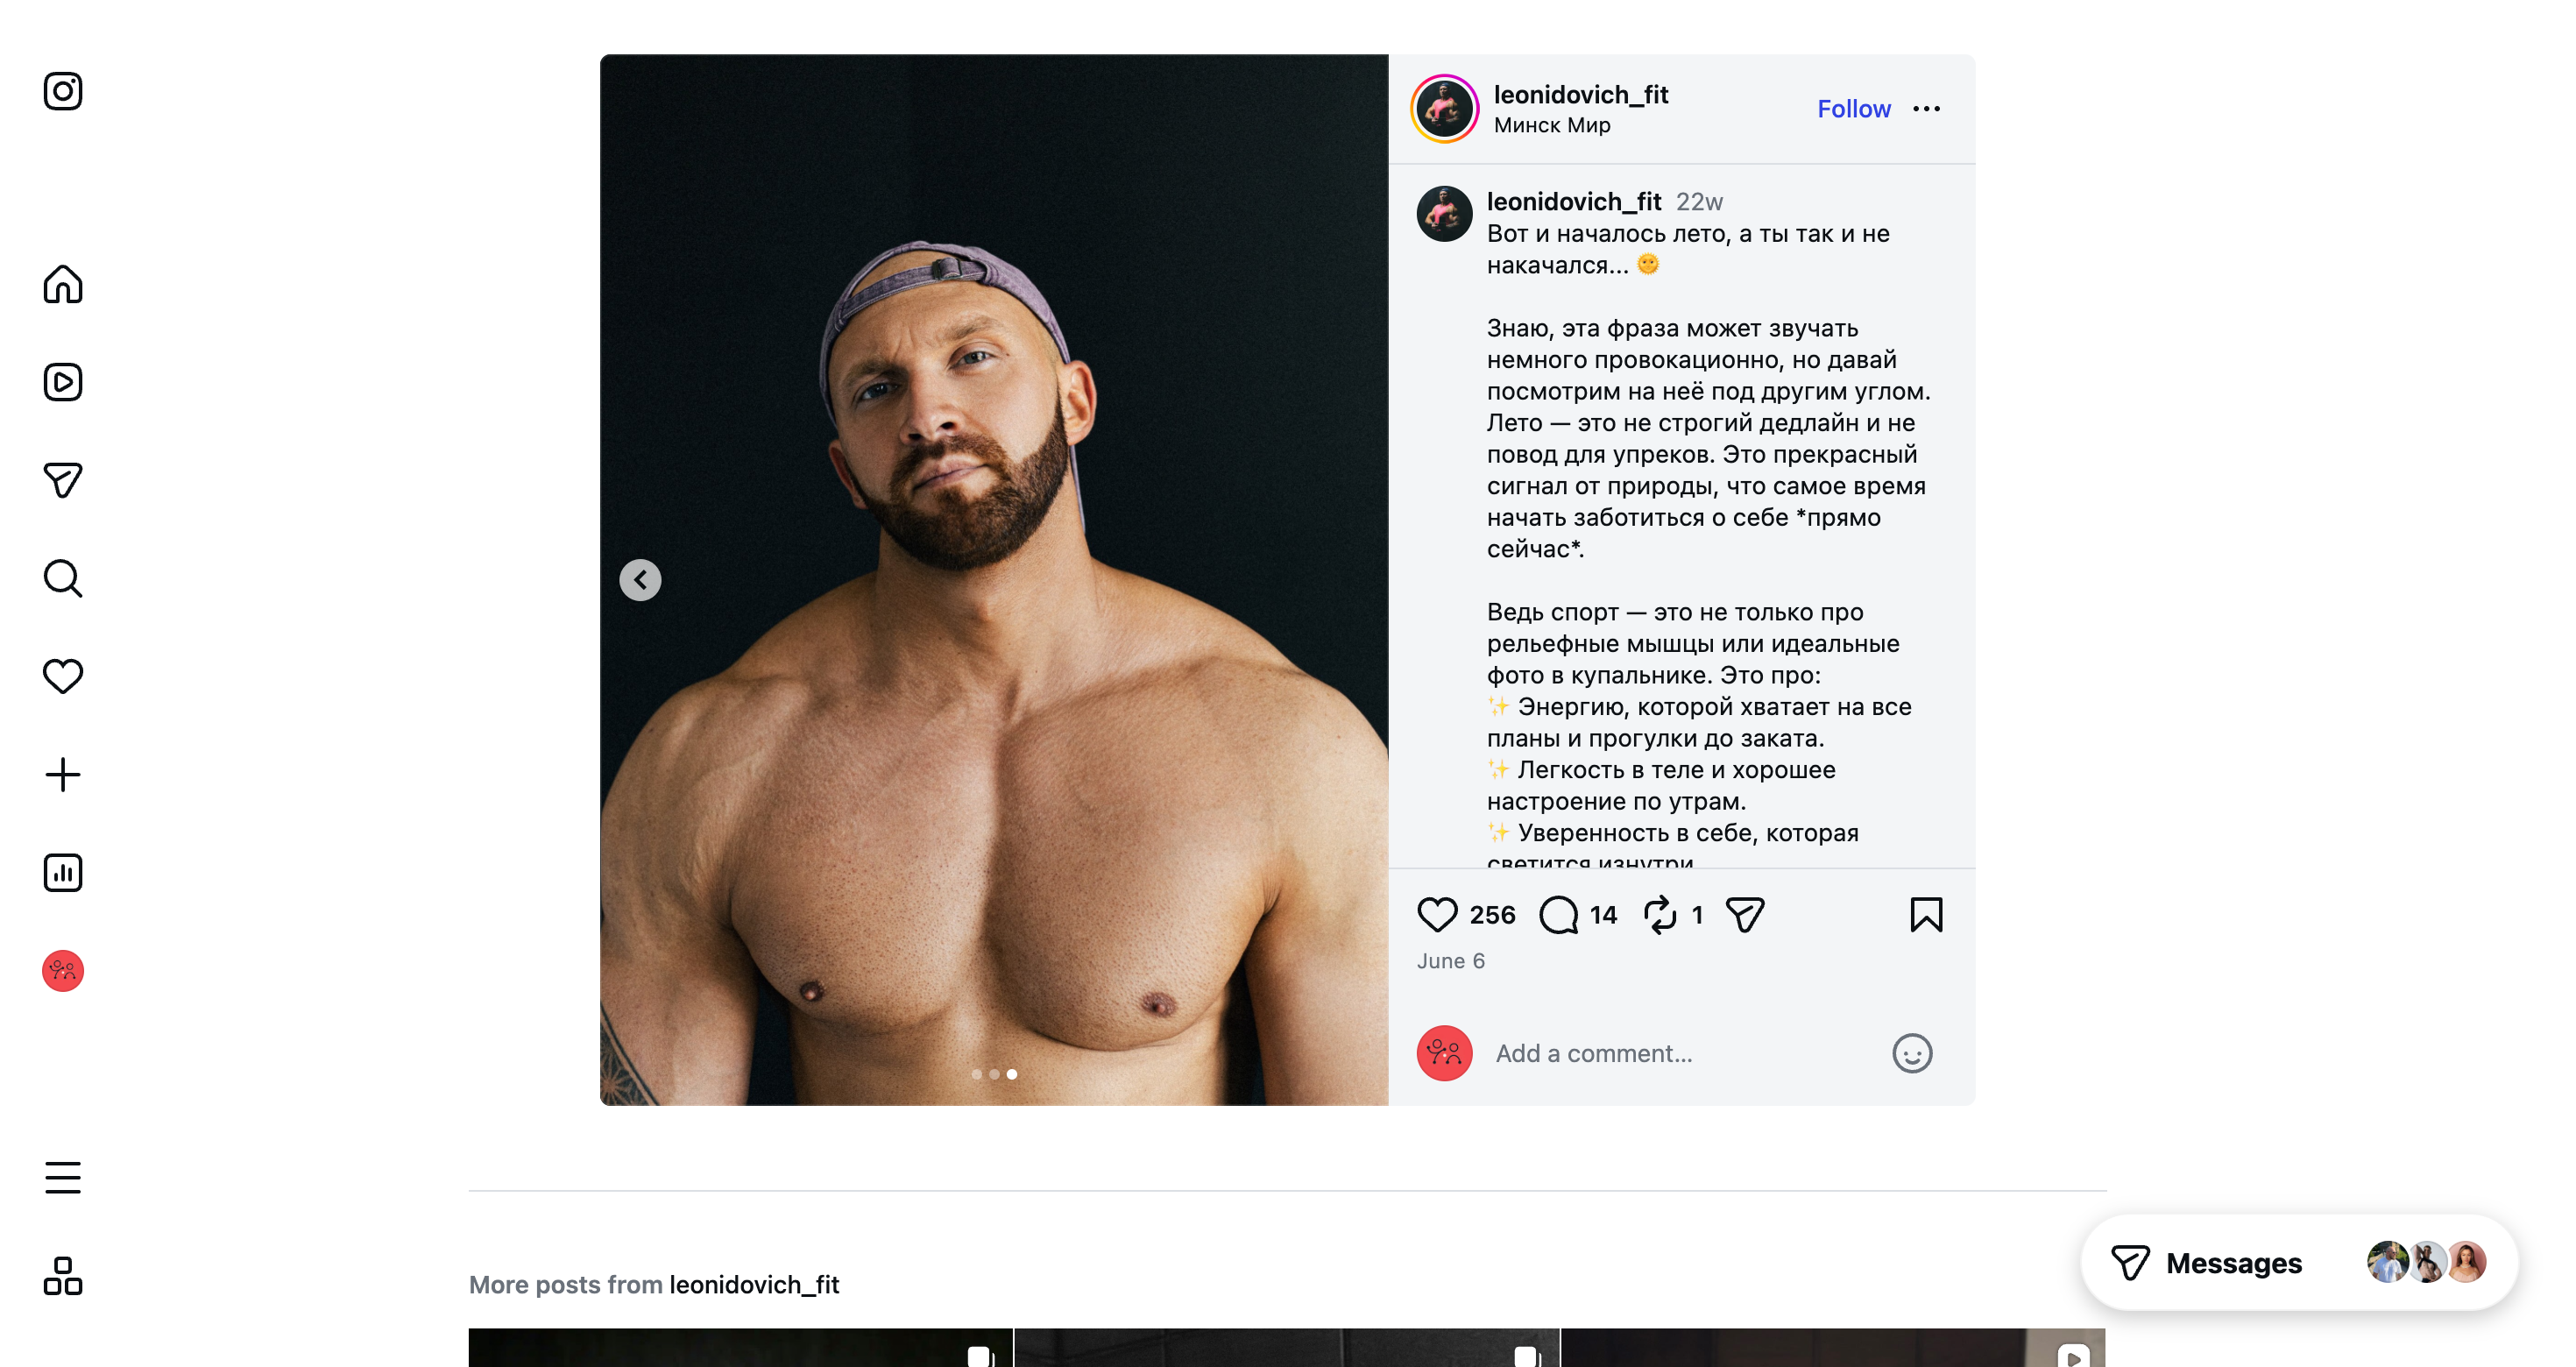 leonidovich_fit
Минск Мир
Follow
leonidovich_fit 22w
Вот и началось лето, а ты так и не
накачался... 🌞
Знаю, эта фраза может звучать
немного провокационно, но давай
посмотрим на неё под другим углом.
Лето — это не строгий дедлайн и не
повод для упреков. Это прекрасный
сигнал от природы, что самое время
начать заботиться о себе *прямо
сейчас*.
Ведь спорт — это не только про
рельефные мышцы или идеальные
фото в купальнике. Это про:
✨ Энергию, которой хватает на все
планы и прогулки до заката.
✨ Легкость в теле и хорошее
настроение по утрам.
✨ Уверенность в себе, которая
светится изнутри
256 14 1
June 6
Add a comment...
More posts from leonidovich_fit
Messages